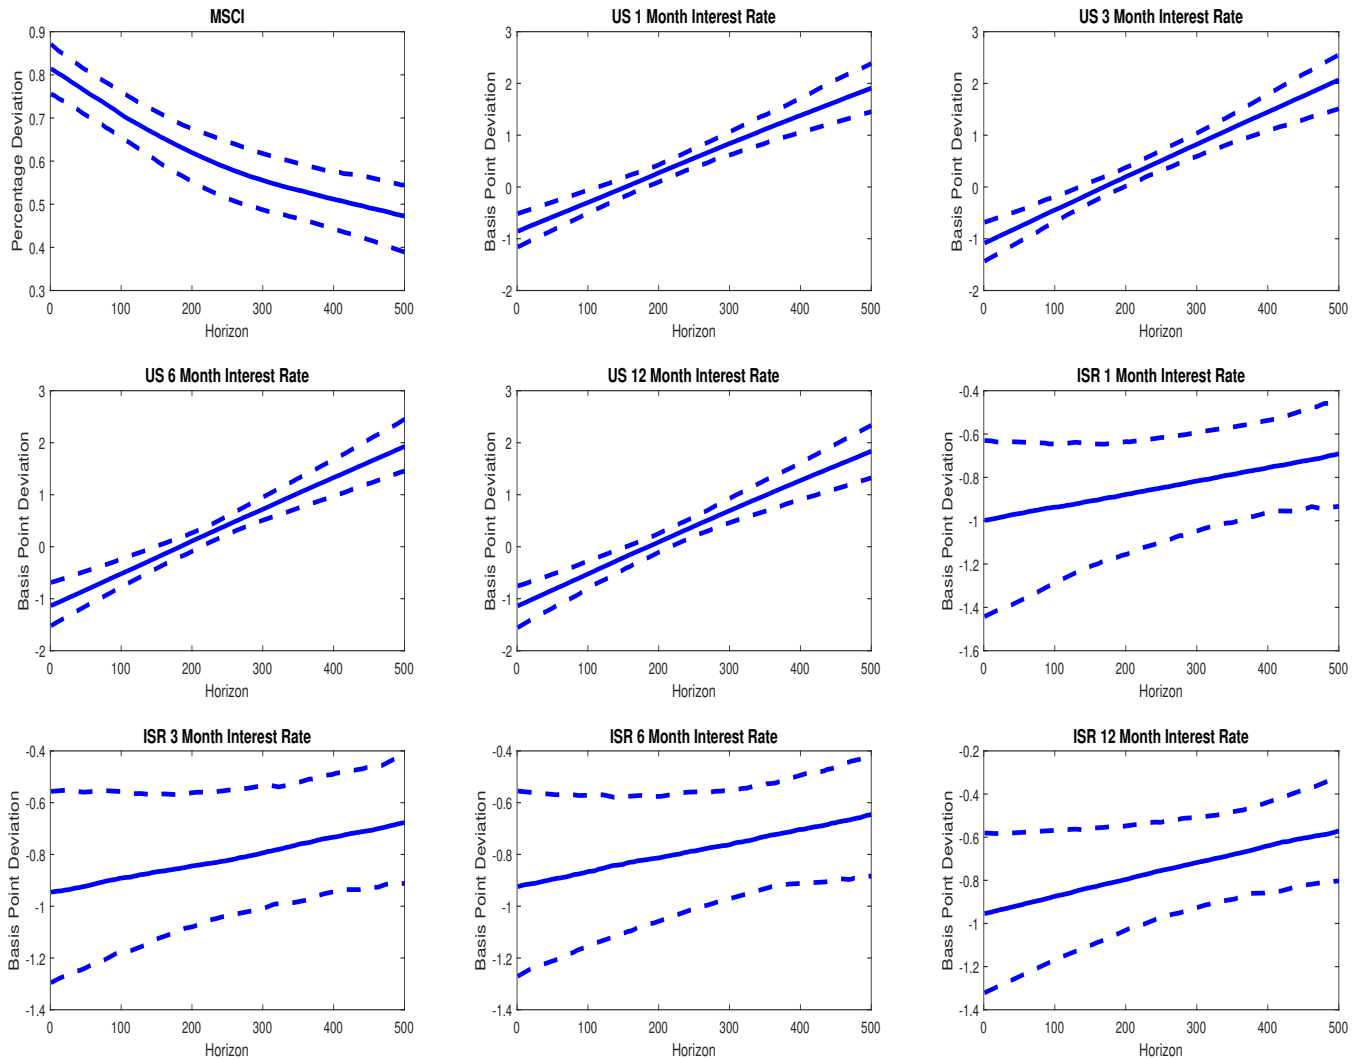 MSCI
Percentage Deviation
0.9
0.8
0.7
0.6
0.5
0.4
0.3
0 100 200 300 400 500
Horizon
US 1 Month Interest Rate
Basis Point Deviation
3
2
1
0
-1
-2
0 100 200 300 400 500
Horizon
US 3 Month Interest Rate
Basis Point Deviation
3
2
1
0
-1
-2
0 100 200 300 400 500
Horizon
US 6 Month Interest Rate
Basis Point Deviation
3
2
1
0
-1
-2
0 100 200 300 400 500
Horizon
US 12 Month Interest Rate
Basis Point Deviation
3
2
1
0
-1
-2
0 100 200 300 400 500
Horizon
ISR 1 Month Interest Rate
Basis Point Deviation
-0.4
-0.6
-0.8
-1
-1.2
-1.4
-1.6
0 100 200 300 400 500
Horizon
ISR 3 Month Interest Rate
Basis Point Deviation
-0.4
-0.6
-0.8
-1
-1.2
-1.4
0 100 200 300 400 500
Horizon
ISR 6 Month Interest Rate
Basis Point Deviation
-0.4
-0.6
-0.8
-1
-1.2
-1.4
0 100 200 300 400 500
Horizon
ISR 12 Month Interest Rate
Basis Point Deviation
-0.2
-0.4
-0.6
-0.8
-1
-1.2
-1.4
0 100 200 300 400 500
Horizon